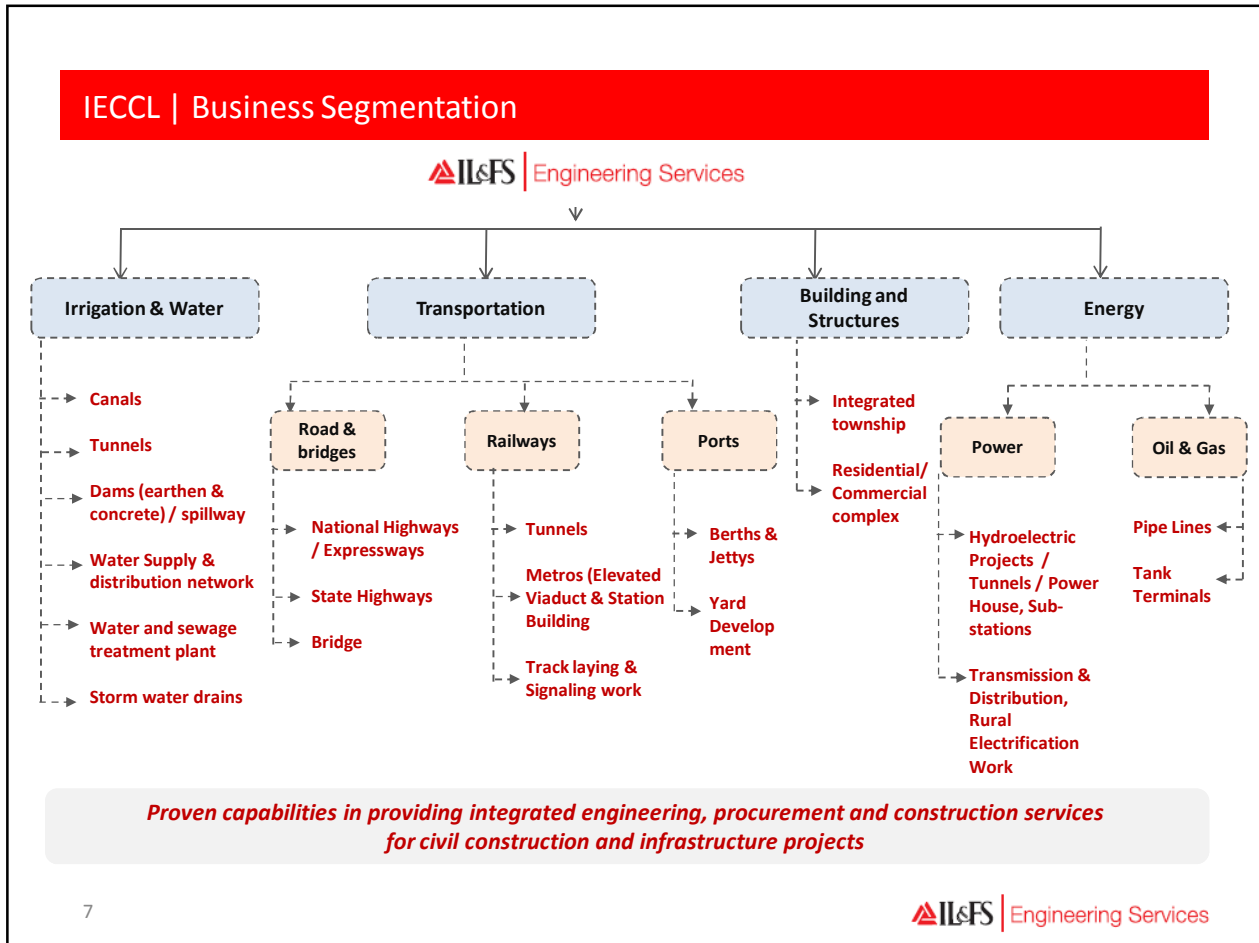 IECCL | Business Segmentation
IL&FS Engineering Services
Irrigation & Water
Canals
Tunnels
Dams (earthen &
concrete) / spillway
Water Supply &
distribution network
Water and sewage
treatment plant
Storm water drains
Transportation
Road &
bridges
National Highways
/ Expressways
State Highways
Bridge
Railways
Tunnels
Metros (Elevated
Viaduct & Station
Building
Track laying &
Signaling work
Ports
Berths &
Jettys
Yard
Develop
ment
Building and
Structures
Integrated
township
Residential/
Commercial
complex
Energy
Power
Hydroelectric
Projects /
Tunnels / Power
House, Sub-
stations
Transmission &
Distribution,
Rural
Electrification
Work
Oil & Gas
Pipe Lines
Tank
Terminals
Proven capabilities in providing integrated engineering, procurement and construction services
for civil construction and infrastructure projects
7
IL&FS Engineering Services